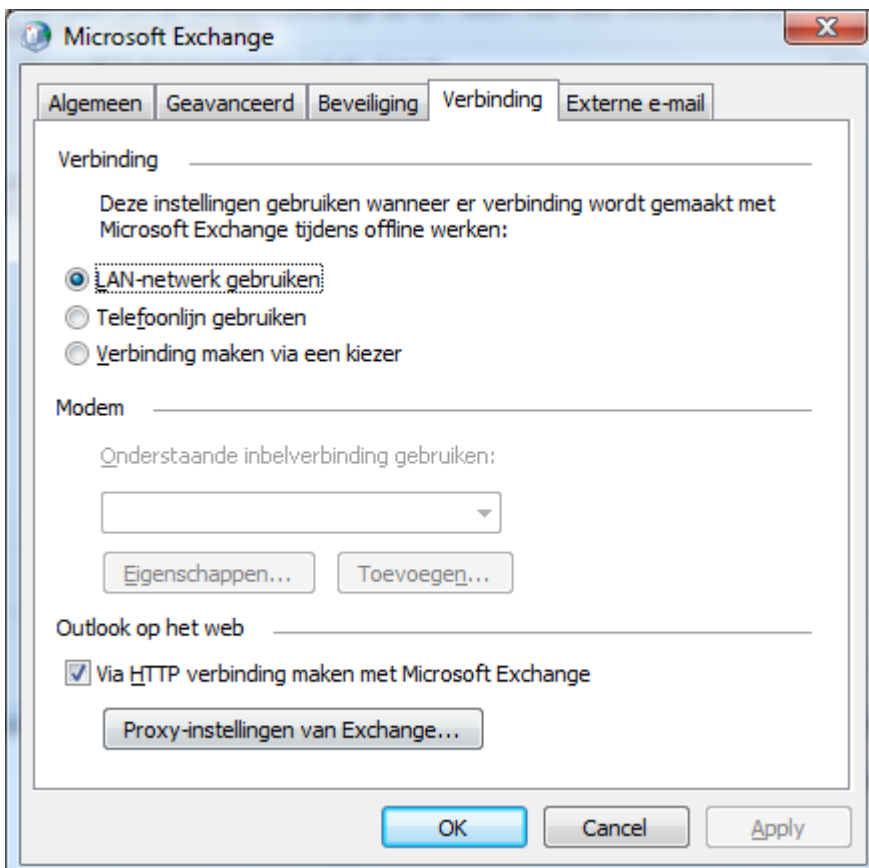 Microsoft Exchange
Algemeen Geavanceerd Beveiliging Verbinding Externe e-mail
Verbinding
Deze instellingen gebruiken wanneer er verbinding wordt gemaakt met
Microsoft Exchange tijdens offline werken:
LAN-netwerk gebruiken
Telefoonlijn gebruiken
Verbinding maken via een kiezer
Modem
Onderstaande inbelverbinding gebruiken:
Eigenschappen... Toevoegen...
Outlook op het web
Via HTTP verbinding maken met Microsoft Exchange
Proxy-instellingen van Exchange...
OK Cancel Apply